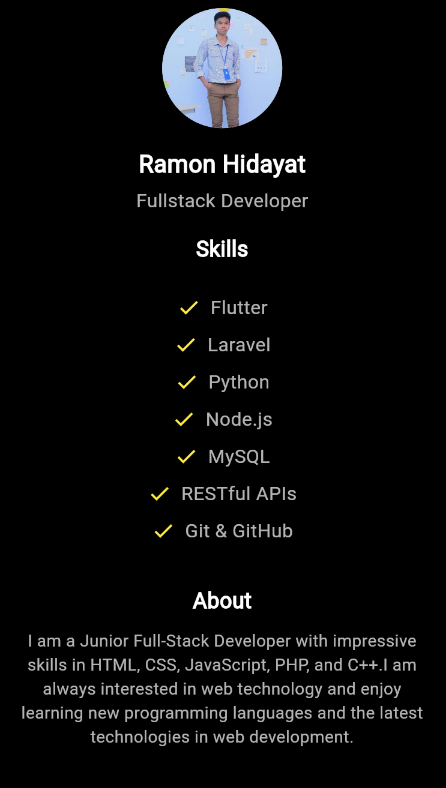 Ramon Hidayat
Fullstack Developer
Skills
Flutter
Laravel
Python
Node.js
MySQL
RESTful APIs
Git & GitHub
About
I am a Junior Full-Stack Developer with impressive
skills in HTML, CSS, JavaScript, PHP, and C++.I am
always interested in web technology and enjoy
learning new programming languages and the latest
technologies in web development.